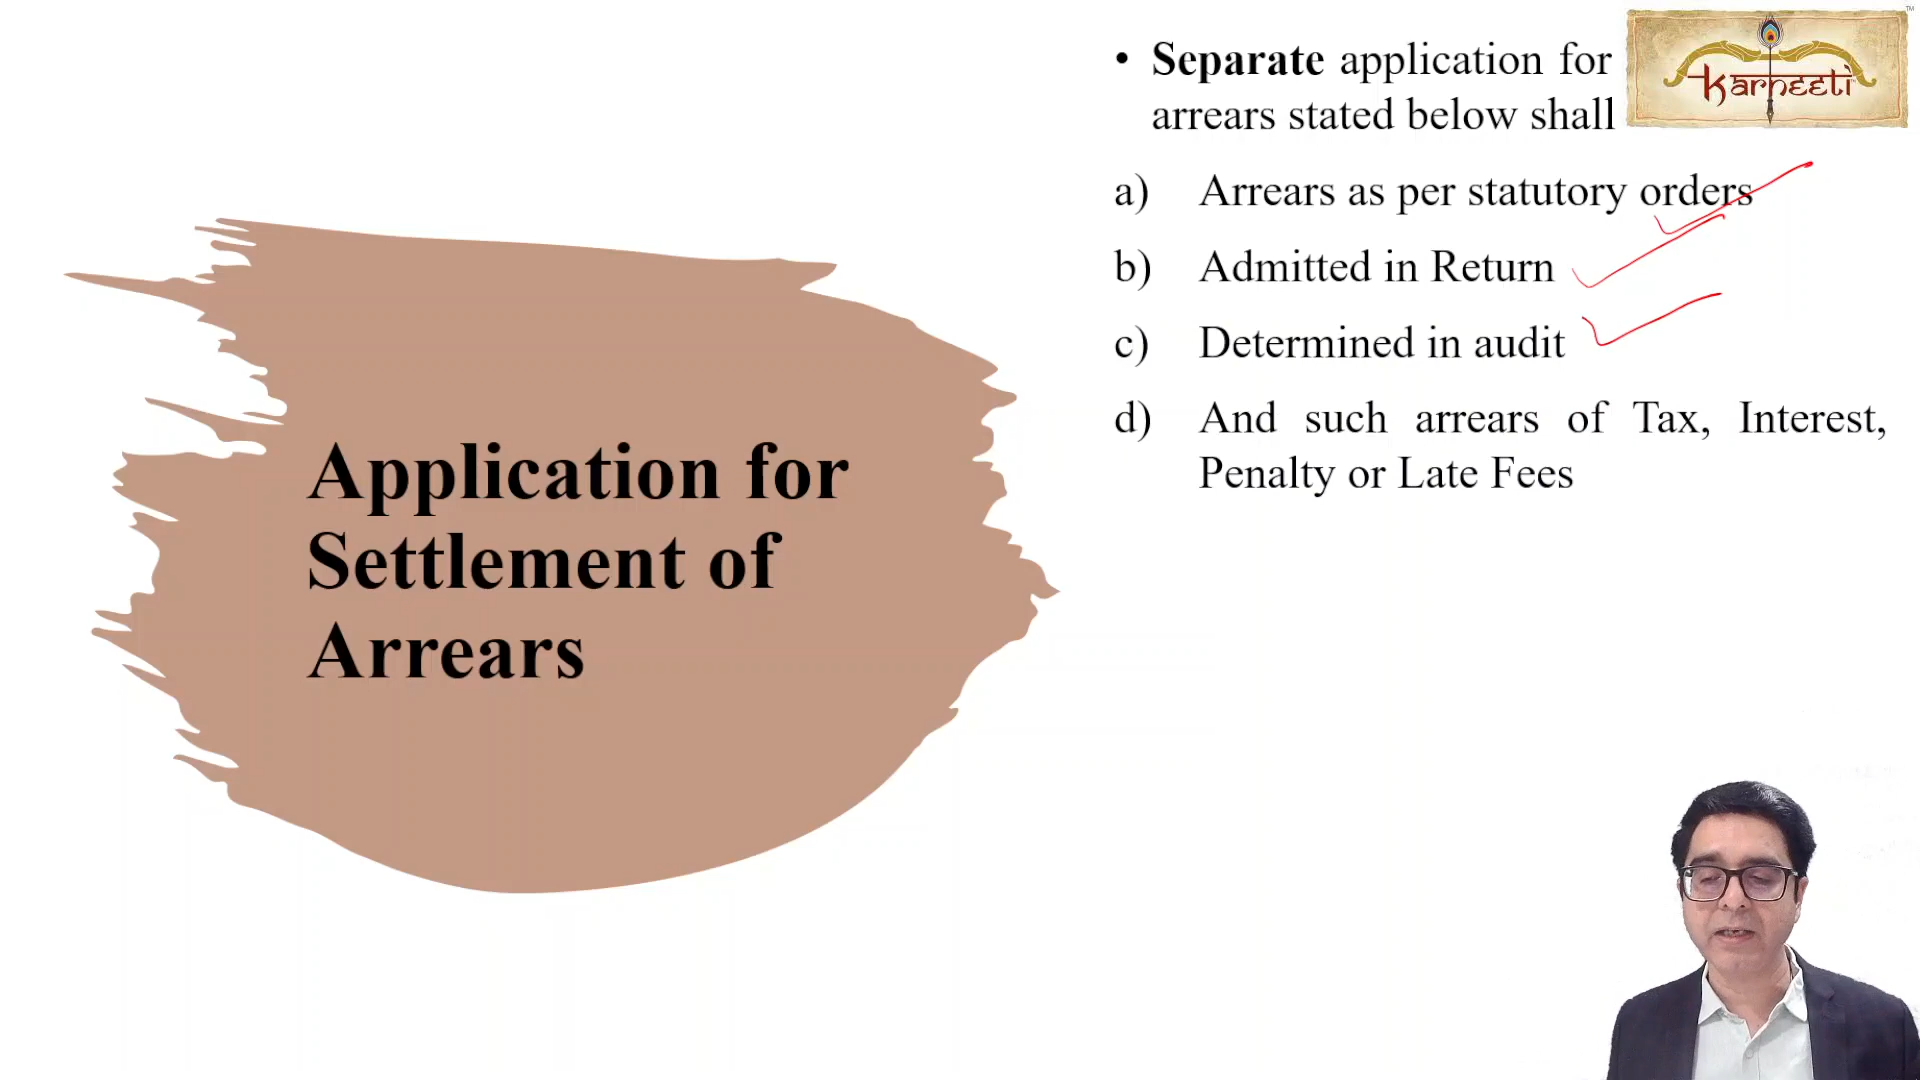 Application for
Settlement of
Arrears
• Separate application for
arrears stated below shall
a) Arrears as per statutory orders
b) Admitted in Return
c) Determined in audit
d) And such arrears of Tax, Interest,
Penalty or Late Fees
Karneeti
TM